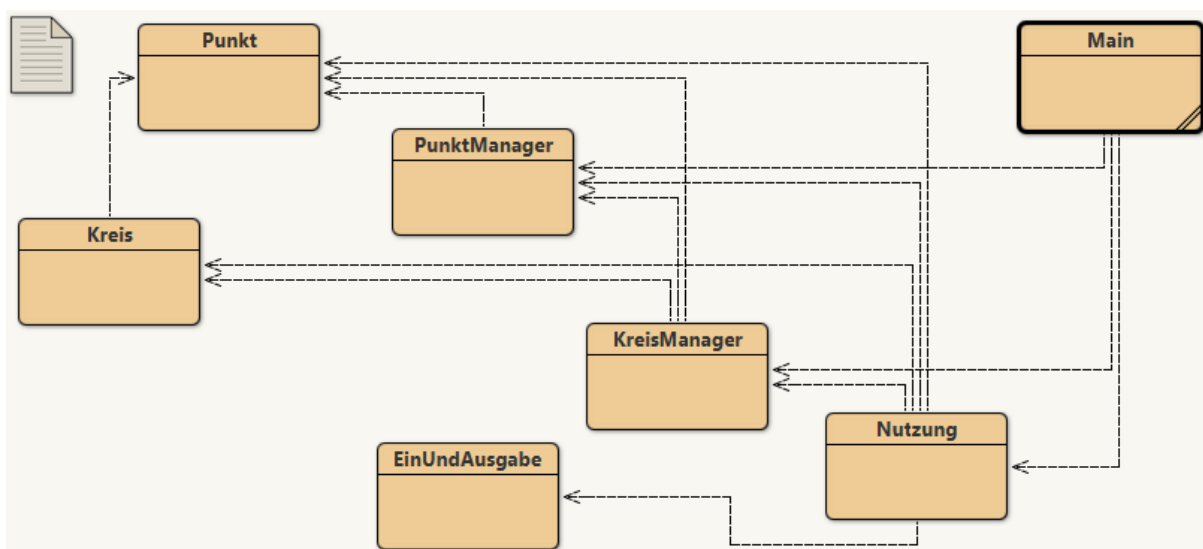 Punkt
Main
PunktManager
Kreis
KreisManager
Nutzung
EinUndAusgabe